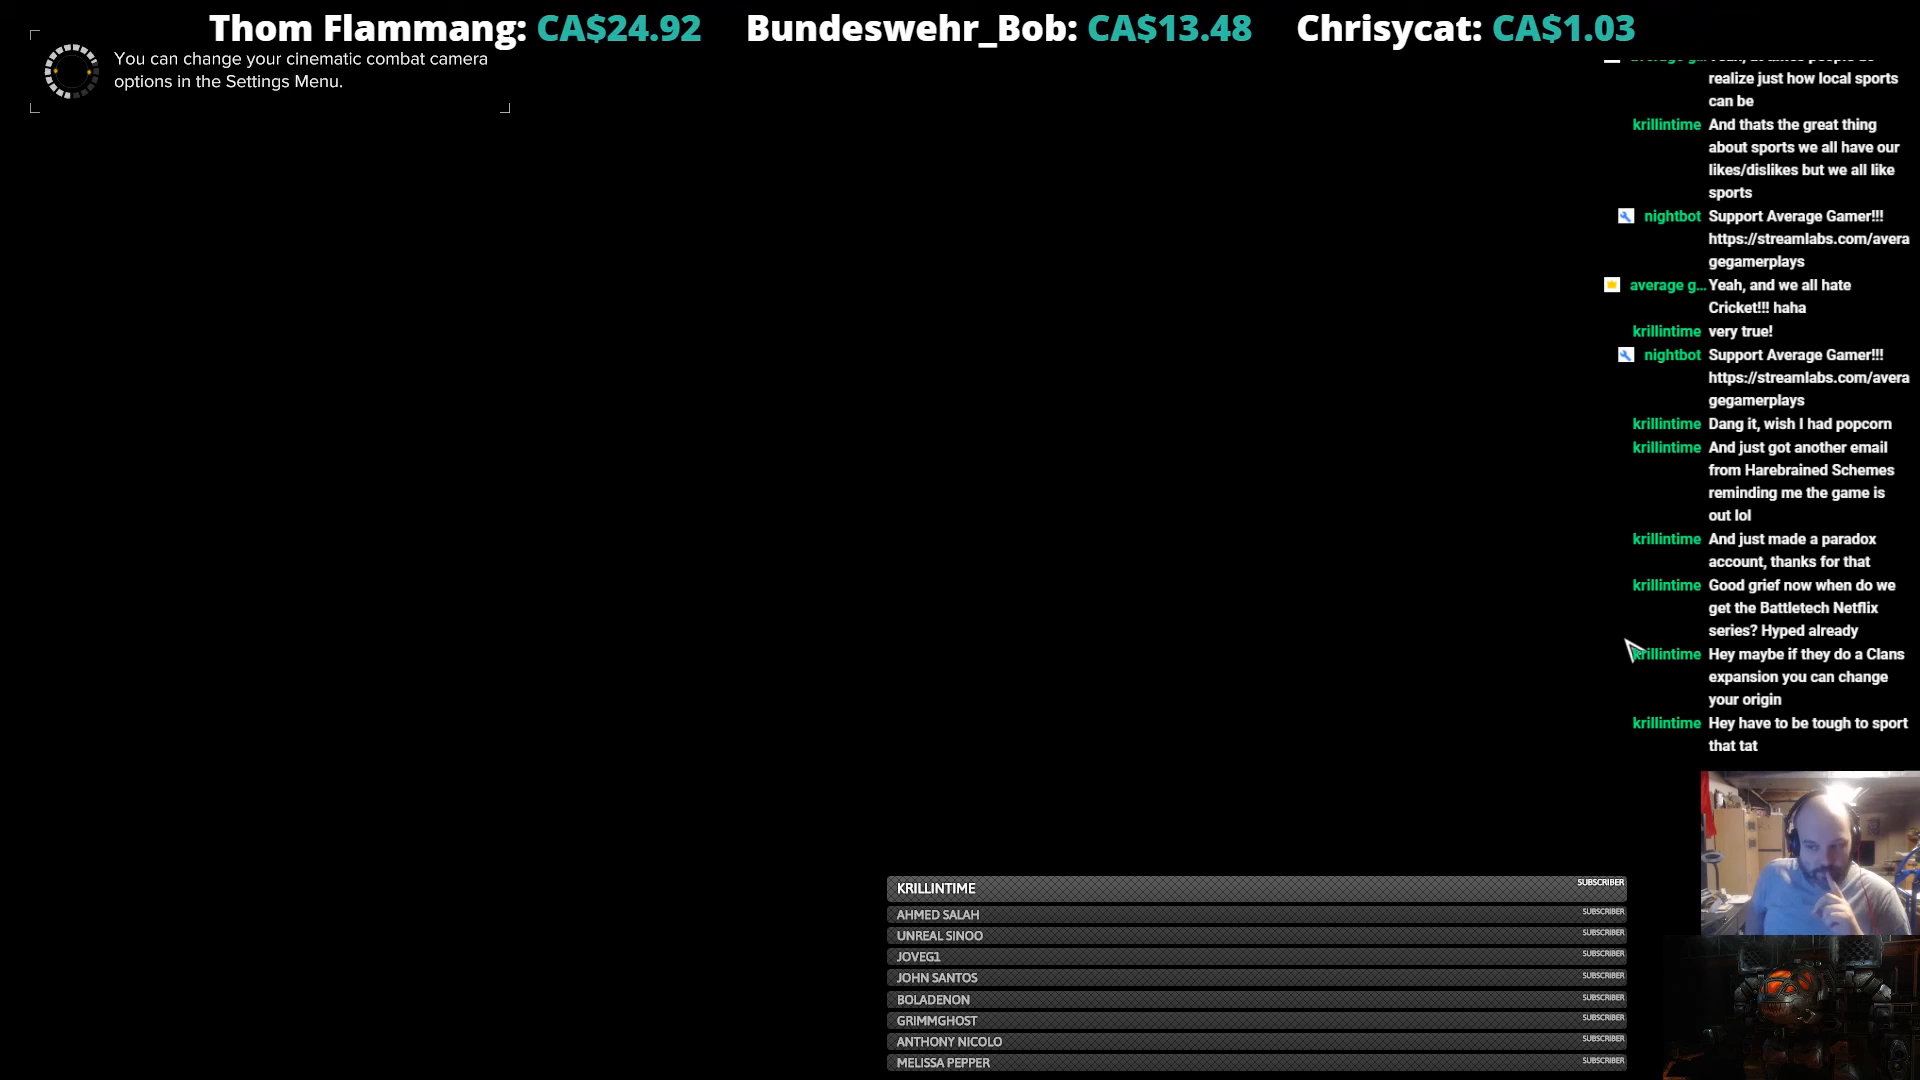 Thom Flammang: CA$24.92 Bundeswehr_Bob: CA$13.48 Chrisycat: CA$1.03
You can change your cinematic combat camera
options in the Settings Menu.
realize just how local sports
can be
krillintime And thats the great thing
about sports we all have our
likes/dislikes but we all like
sports
nightbot Support Average Gamer!!!
https://streamlabs.com/avera
gegamerplays
average g... Yeah, and we all hate
Cricket!!! haha
krillintime very true!
nightbot Support Average Gamer!!!
https://streamlabs.com/avera
gegamerplays
krillintime Dang it, wish I had popcorn
krillintime And just got another email
from Harebrained Schemes
reminding me the game is
out lol
krillintime And just made a paradox
account, thanks for that
krillintime Good grief now when do we
get the Battletech Netflix
series? Hyped already
krillintime Hey maybe if they do a Clans
expansion you can change
your origin
krillintime Hey have to be tough to sport
that tat
KRILLINTIME SUBSCRIBER
AHMED SALAH SUBSCRIBER
UNREAL SINOO SUBSCRIBER
JOVEG1 SUBSCRIBER
JOHN SANTOS SUBSCRIBER
BOLADENON SUBSCRIBER
GRIMMGHOST SUBSCRIBER
ANTHONY NICOLO SUBSCRIBER
MELISSA PEPPER SUBSCRIBER